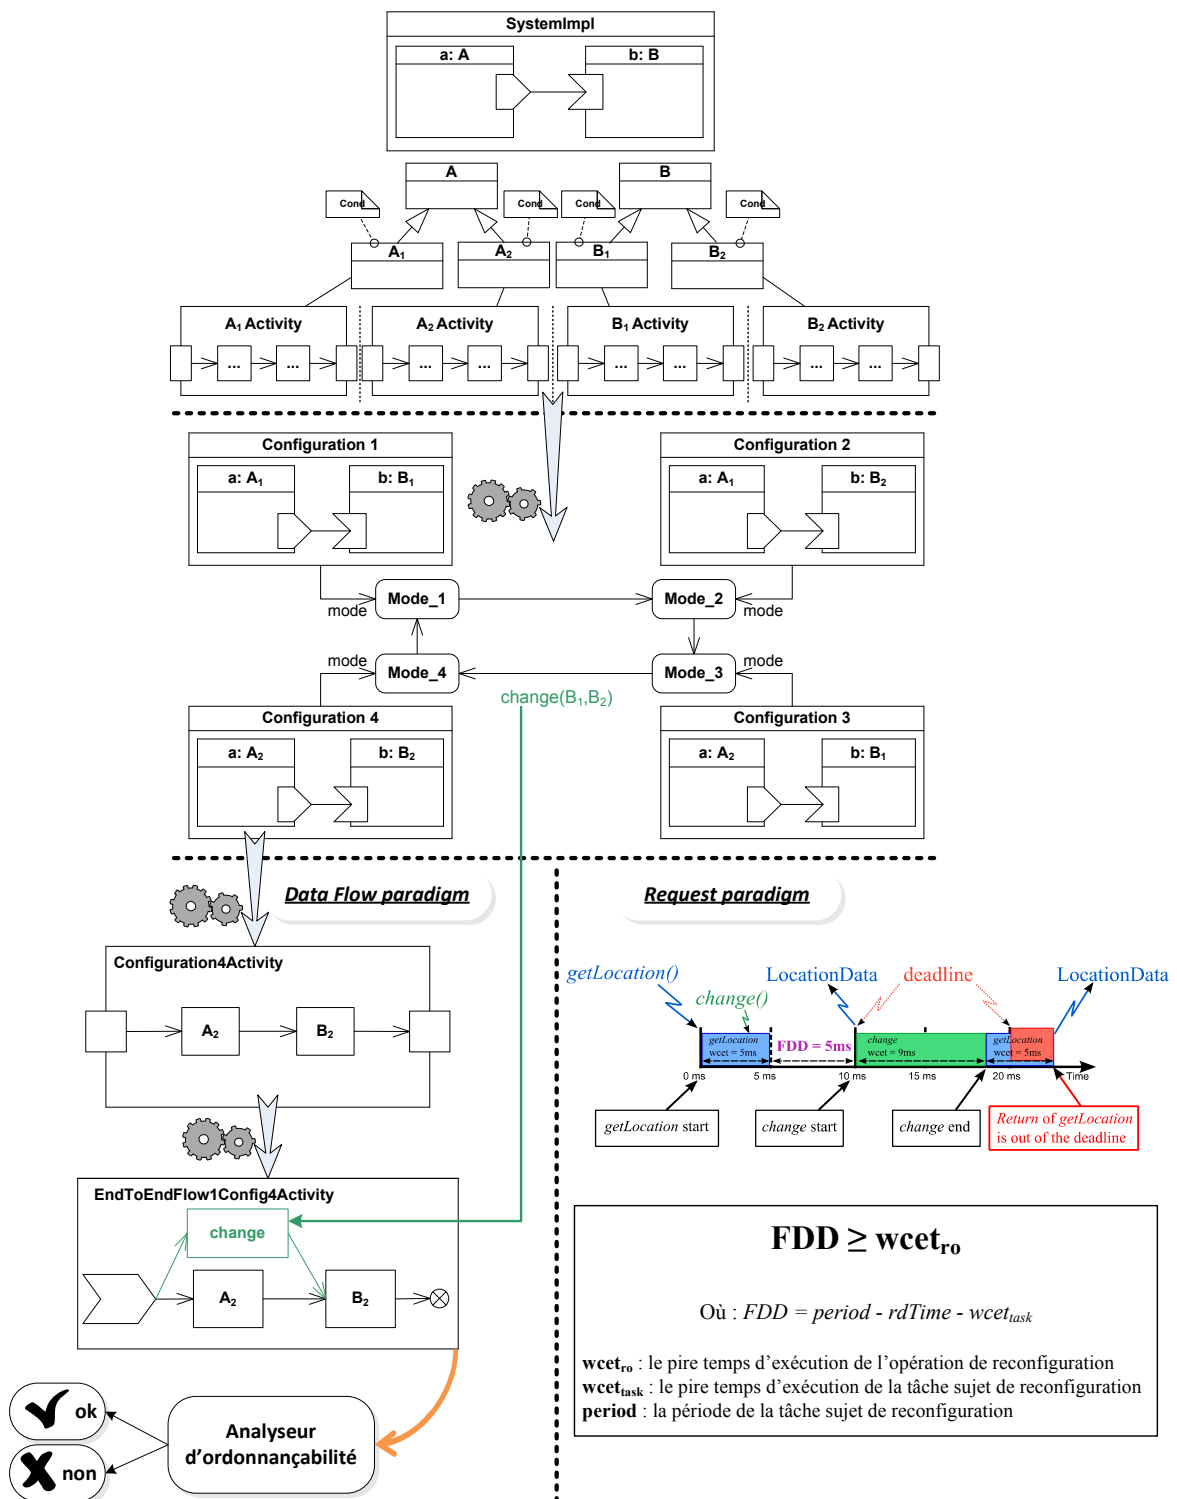 SystemImpl
a: A
b: B
A
B
Cond
Cond
Cond
Cond
A₁
A₂
B₁
B₂
A₁ Activity
A₂ Activity
B₁ Activity
B₂ Activity
... ...
... ...
... ...
... ...
Configuration 1
a: A₁
b: B₁
Configuration 2
a: A₁
b: B₂
Mode_1
mode
Mode_2
mode
mode
Mode_4
Mode_3
mode
change(B₁,B₂)
Configuration 4
a: A₂
b: B₂
Configuration 3
a: A₂
b: B₁
Data Flow paradigm
Request paradigm
Configuration4Activity
A₂
B₂
EndToEndFlow1Config4Activity
change
A₂
B₂
ok
non
Analyseur
d'ordonnançabilité
getLocation()
LocationData
deadline
LocationData
change()
getLocation
wcet = 5ms
FDD = 5ms
change
wcet = 9ms
getLocation
wcet = 5ms
0 ms
5 ms
10 ms
15 ms
20 ms
Time
getLocation start
change start
change end
Return of getLocation
is out of the deadline
FDD ≥ wcetro
Où : FDD = period - rdTime - wcettask
wcetro : le pire temps d'exécution de l'opération de reconfiguration
wcettask : le pire temps d'exécution de la tâche sujet de reconfiguration
period : la période de la tâche sujet de reconfiguration